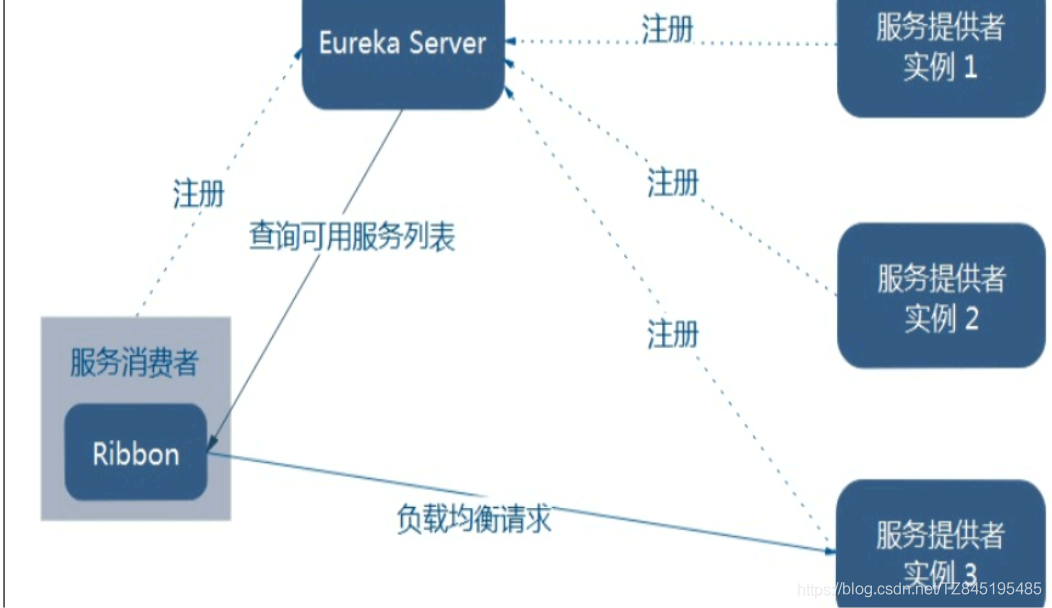 Eureka Server
注册
服务提供者
实例 1
注册
注册
查询可用服务列表
服务提供者
实例 2
注册
服务消费者
Ribbon
负载均衡请求
服务提供者
实例 3
https://blog.csdn.net/TZ845195485